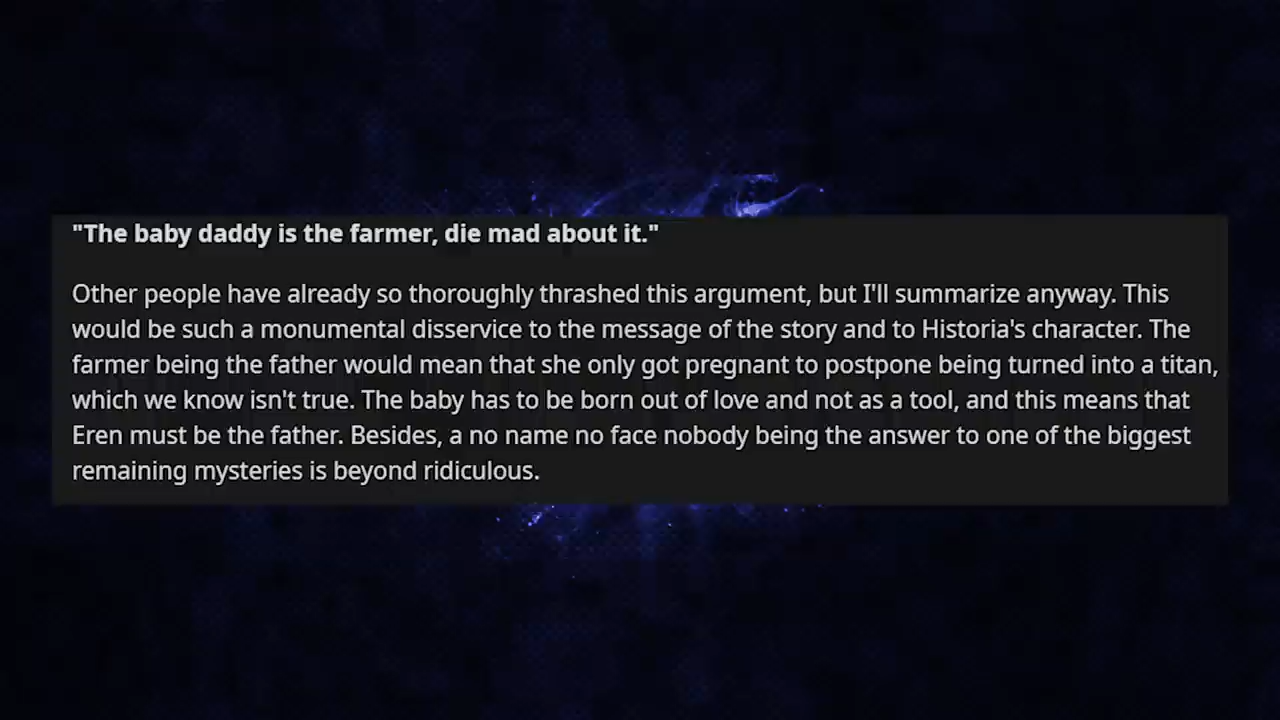 "The baby daddy is the farmer, die mad about it."
Other people have already so thoroughly thrashed this argument, but I'll summarize anyway. This
would be such a monumental disservice to the message of the story and to Historia's character. The
farmer being the father would mean that she only got pregnant to postpone being turned into a titan,
which we know isn't true. The baby has to be born out of love and not as a tool, and this means that
Eren must be the father. Besides, a no name no face nobody being the answer to one of the biggest
remaining mysteries is beyond ridiculous.